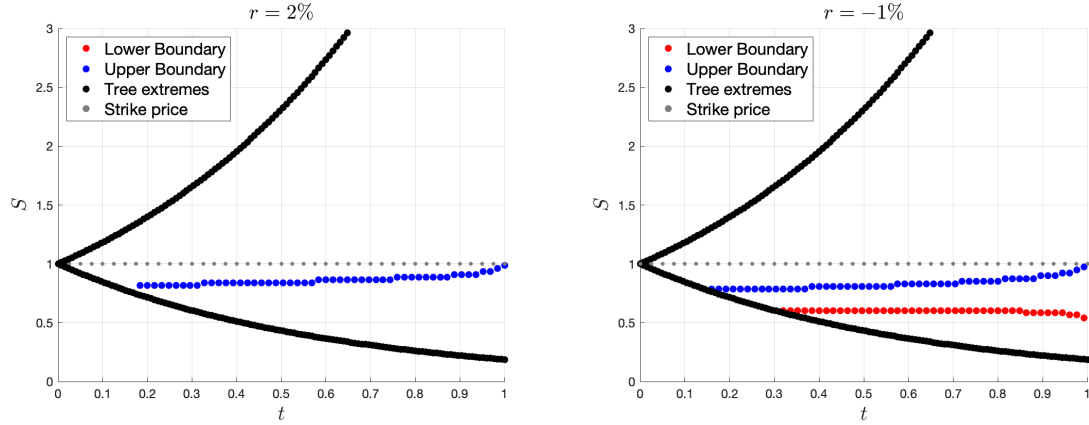 r = 2%
3
2.5
2
1.5
1
0.5
0
S
Lower Boundary
Upper Boundary
Tree extremes
Strike price
0 0.1 0.2 0.3 0.4 0.5 0.6 0.7 0.8 0.9 1
t
r = −1%
3
2.5
2
1.5
1
0.5
0
S
Lower Boundary
Upper Boundary
Tree extremes
Strike price
0 0.1 0.2 0.3 0.4 0.5 0.6 0.7 0.8 0.9 1
t